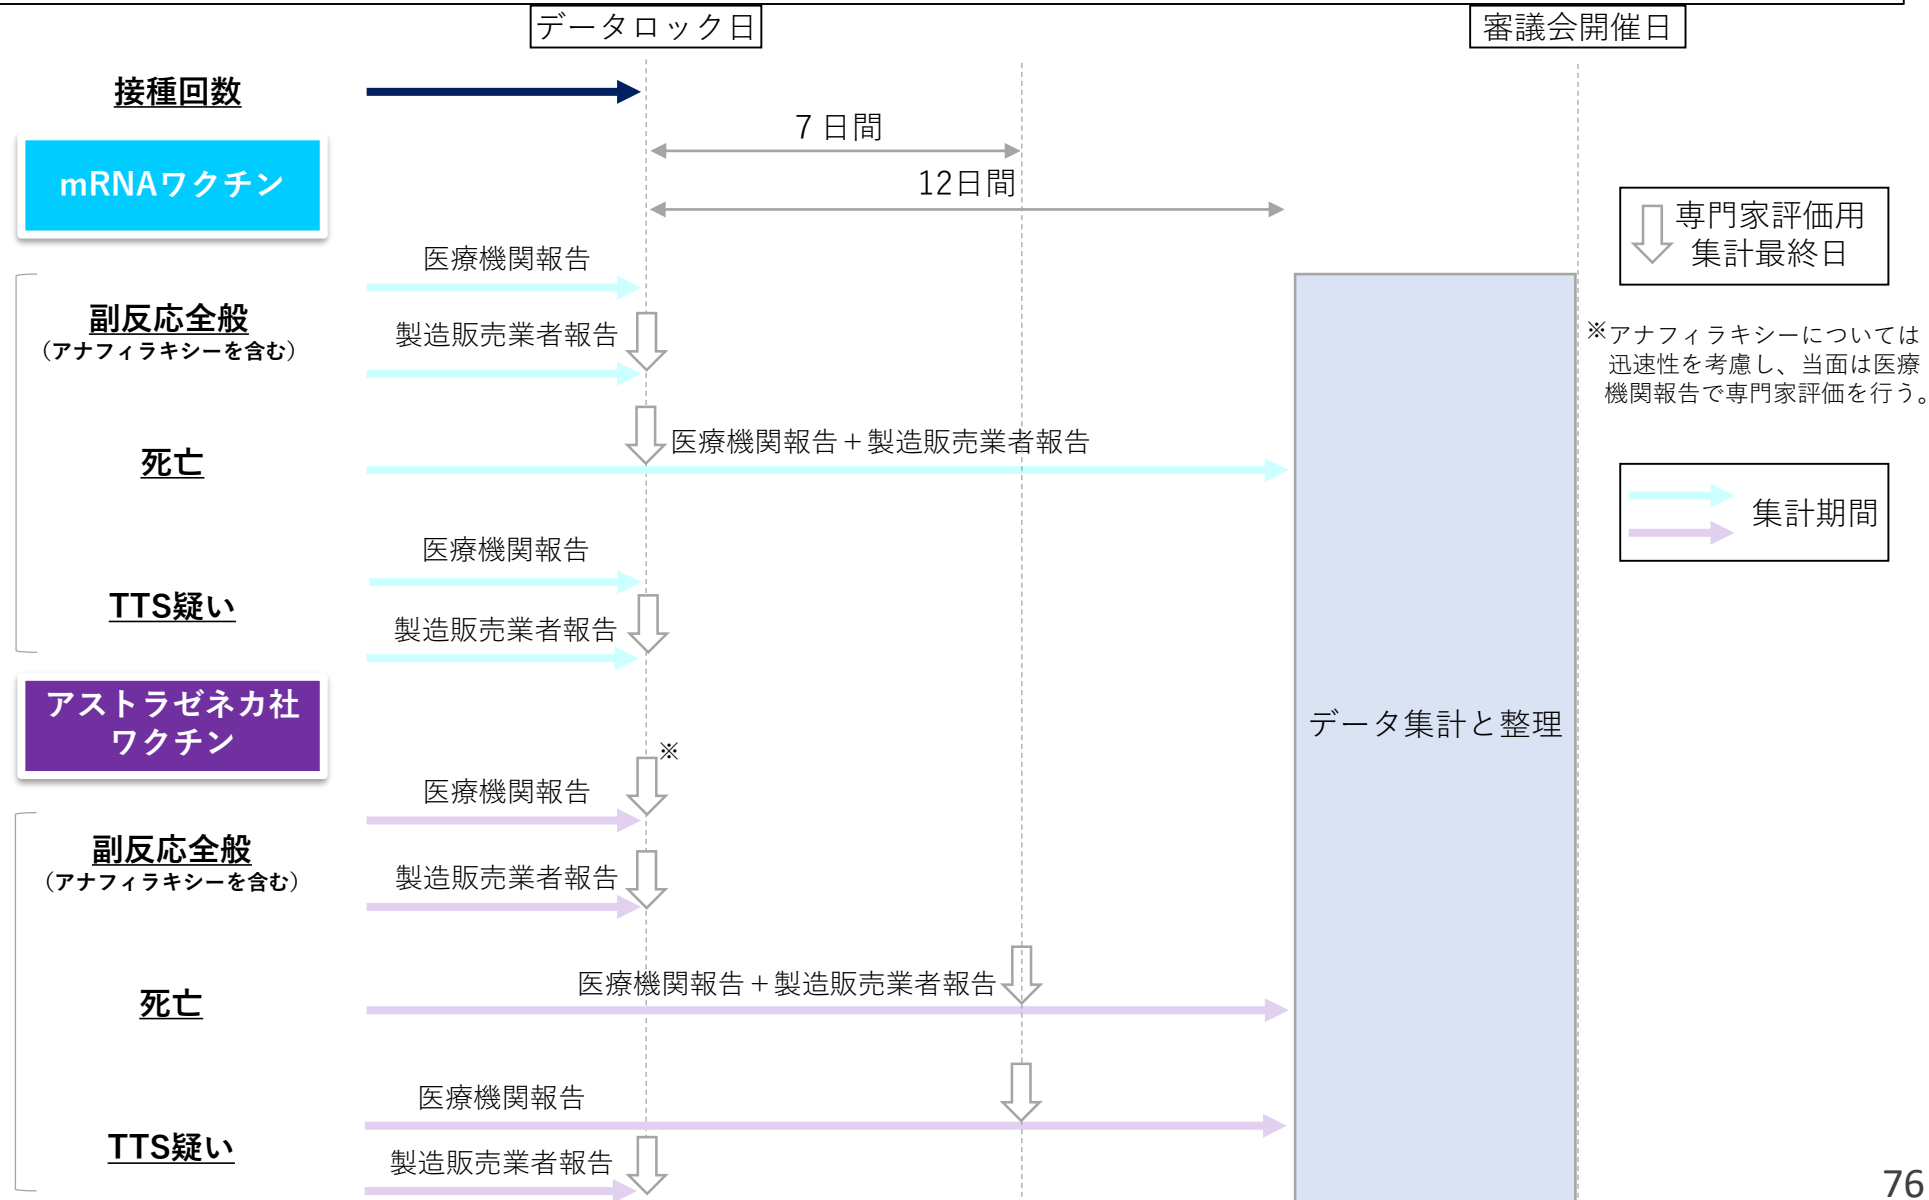 データロック日
審議会開催日
接種回数
7日間
mRNAワクチン
12日間
専門家評価用
集計最終日
医療機関報告
副反応全般
（アナフィラキシーを含む）
製造販売業者報告
※アナフィラキシーについては
迅速性を考慮し、当面は医療
機関報告で専門家評価を行う。
死亡
医療機関報告＋製造販売業者報告
集計期間
医療機関報告
TTS疑い
製造販売業者報告
アストラゼネカ社
ワクチン
データ集計と整理
※
医療機関報告
副反応全般
（アナフィラキシーを含む）
製造販売業者報告
死亡
医療機関報告＋製造販売業者報告
医療機関報告
TTS疑い
製造販売業者報告
76